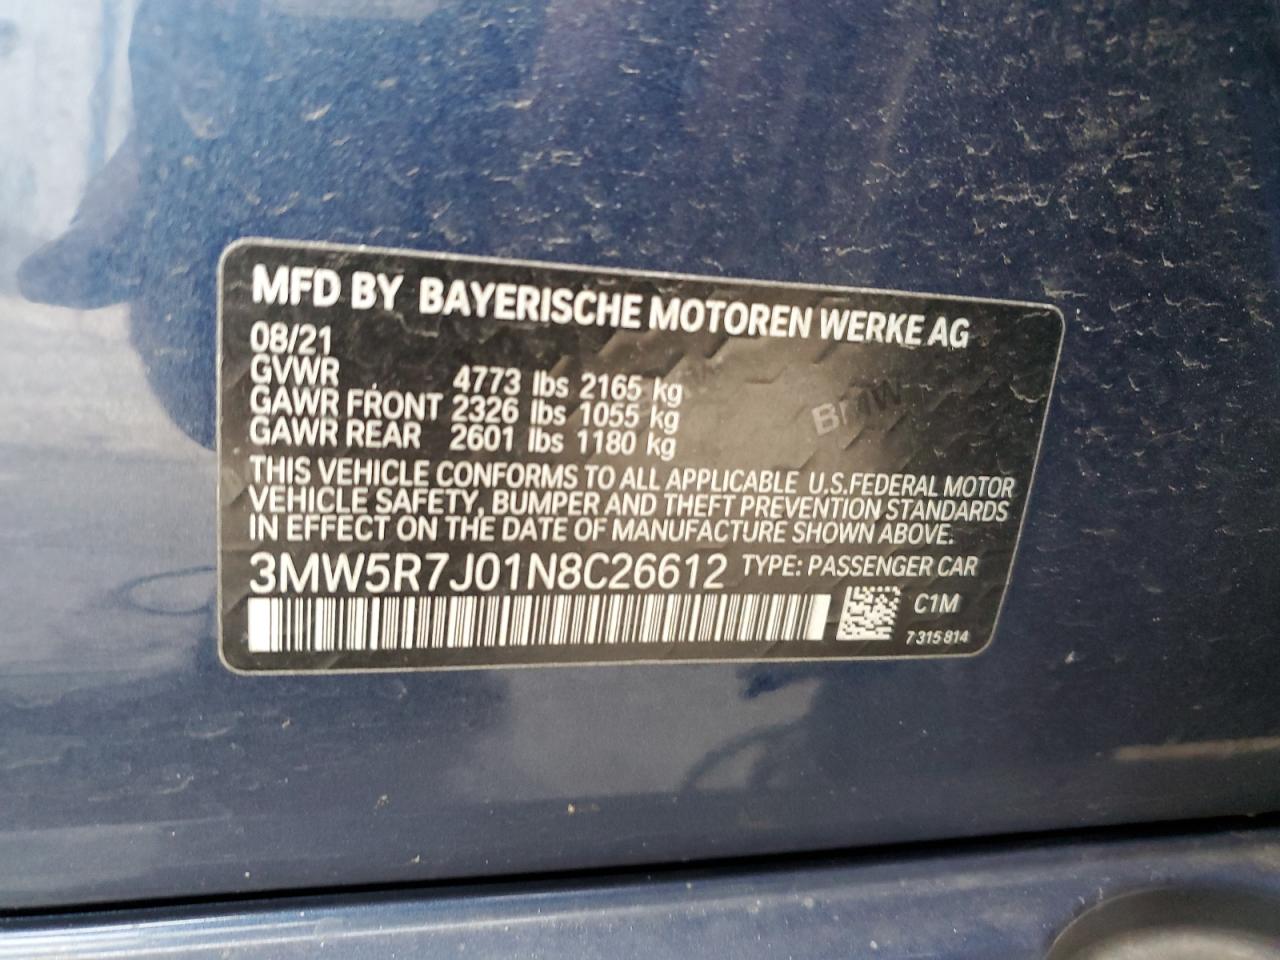 MFD BY BAYERISCHE MOTOREN WERKE AG
08/21
GVWR 4773 lbs 2165 kg
GAWR FRONT 2326 lbs 1055 kg
GAWR REAR 2601 lbs 1180 kg
BMW
THIS VEHICLE CONFORMS TO ALL APPLICABLE U.S.FEDERAL MOTOR
VEHICLE SAFETY, BUMPER AND THEFT PREVENTION STANDARDS
IN EFFECT ON THE DATE OF MANUFACTURE SHOWN ABOVE.
3MW5R7J01N8C26612 TYPE: PASSENGER CAR
C1M
7 315 814